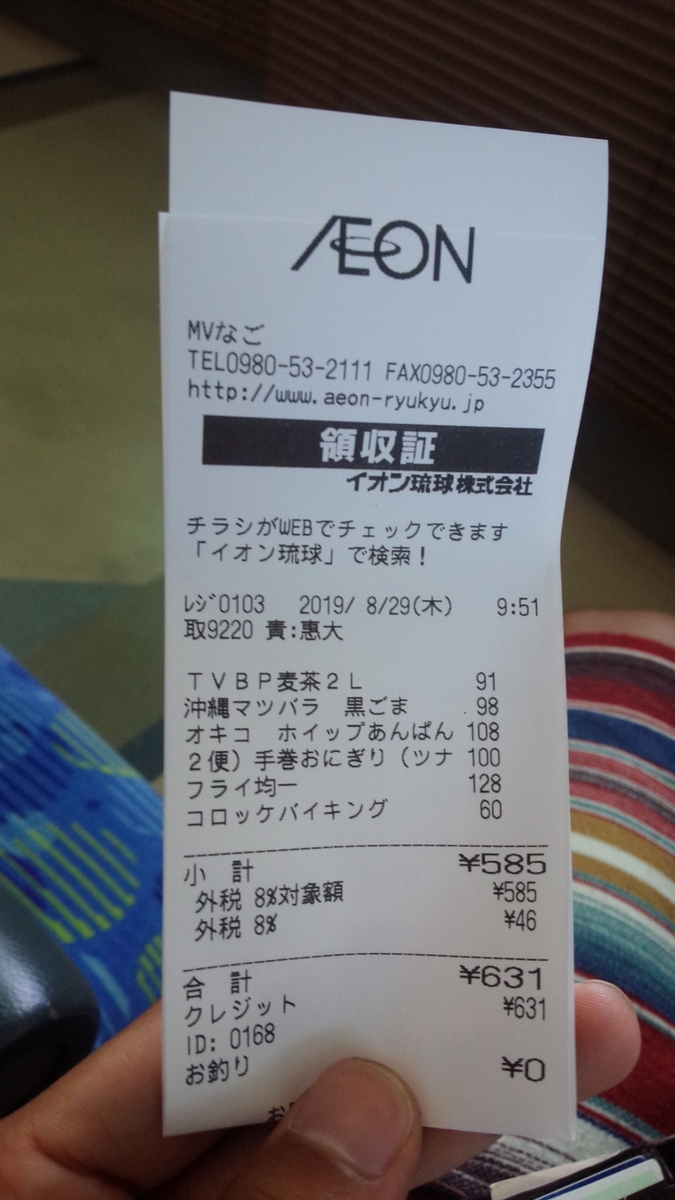 ÆON
MVなご
TEL0980-53-2111 FAX0980-53-2355
http://www.aeon-ryukyu.jp
領収証
イオン琉球株式会社
チラシがWEBでチェックできます
「イオン琉球」で検索!
ﾚｼﾞ0103 2019/ 8/29(木) 9:51
取9220 責:惠大
TVBP麦茶2L 91
沖縄マツバラ 黒ごま 98
オキコ ホイップあんぱん 108
2便)手巻おにぎり(ツナ 100
フライ均一 128
コロッケバイキング 60
小 計 ¥585
外税 8%対象額 ¥585
外税 8% ¥46
合 計 ¥631
クレジット ¥631
ID: 0168
お釣り ¥0